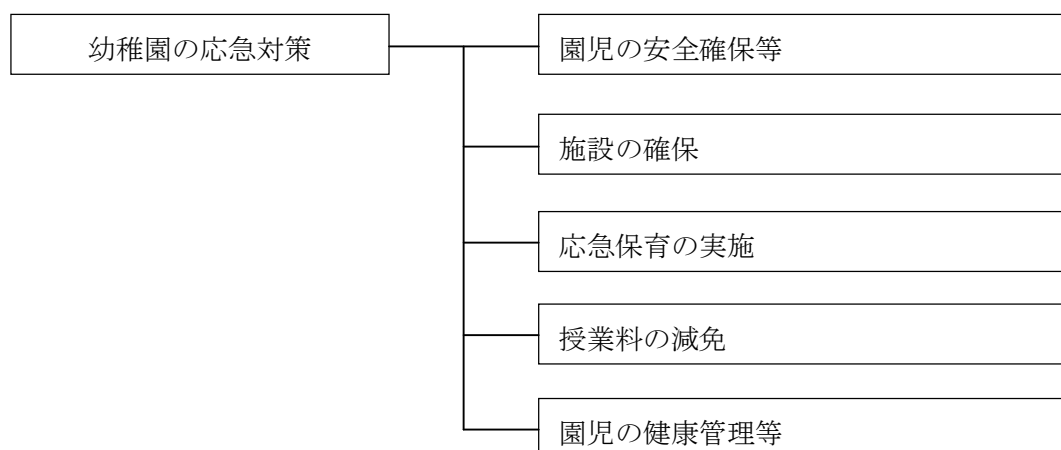 幼稚園の応急対策
園児の安全確保等
施設の確保
応急保育の実施
授業料の減免
園児の健康管理等